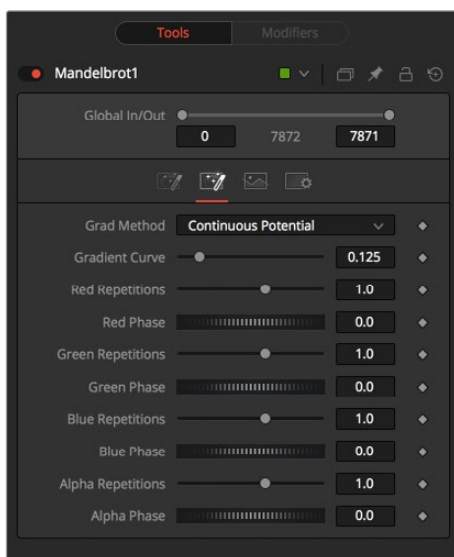 Tools Modifiers
Mandelbrot1
Global In/Out
0 7872 7871
Grad Method Continuous Potential
Gradient Curve 0.125
Red Repetitions 1.0
Red Phase 0.0
Green Repetitions 1.0
Green Phase 0.0
Blue Repetitions 1.0
Blue Phase 0.0
Alpha Repetitions 1.0
Alpha Phase 0.0